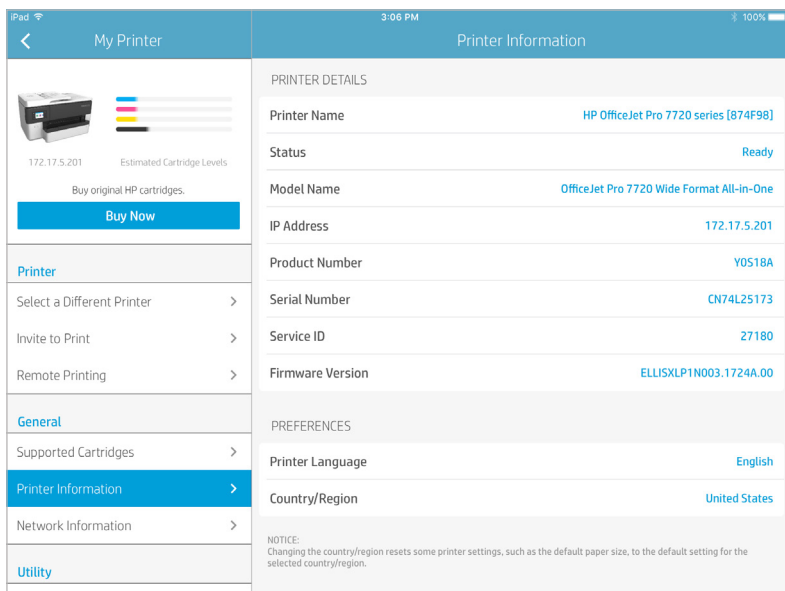 iPad
3:06 PM
100%
My Printer
Printer Information
172.17.5.201
Estimated Cartridge Levels
Buy original HP cartridges.
Buy Now
Printer
Select a Different Printer
Invite to Print
Remote Printing
General
Supported Cartridges
Printer Information
Network Information
Utility
PRINTER DETAILS
Printer Name
HP OfficeJet Pro 7720 series [874F98]
Status
Ready
Model Name
OfficeJet Pro 7720 Wide Format All-in-One
IP Address
172.17.5.201
Product Number
Y0S18A
Serial Number
CN74L25173
Service ID
27180
Firmware Version
ELLISXLP1N003.1724A.00
PREFERENCES
Printer Language
English
Country/Region
United States
NOTICE:
Changing the country/region resets some printer settings, such as the default paper size, to the default setting for the
selected country/region.